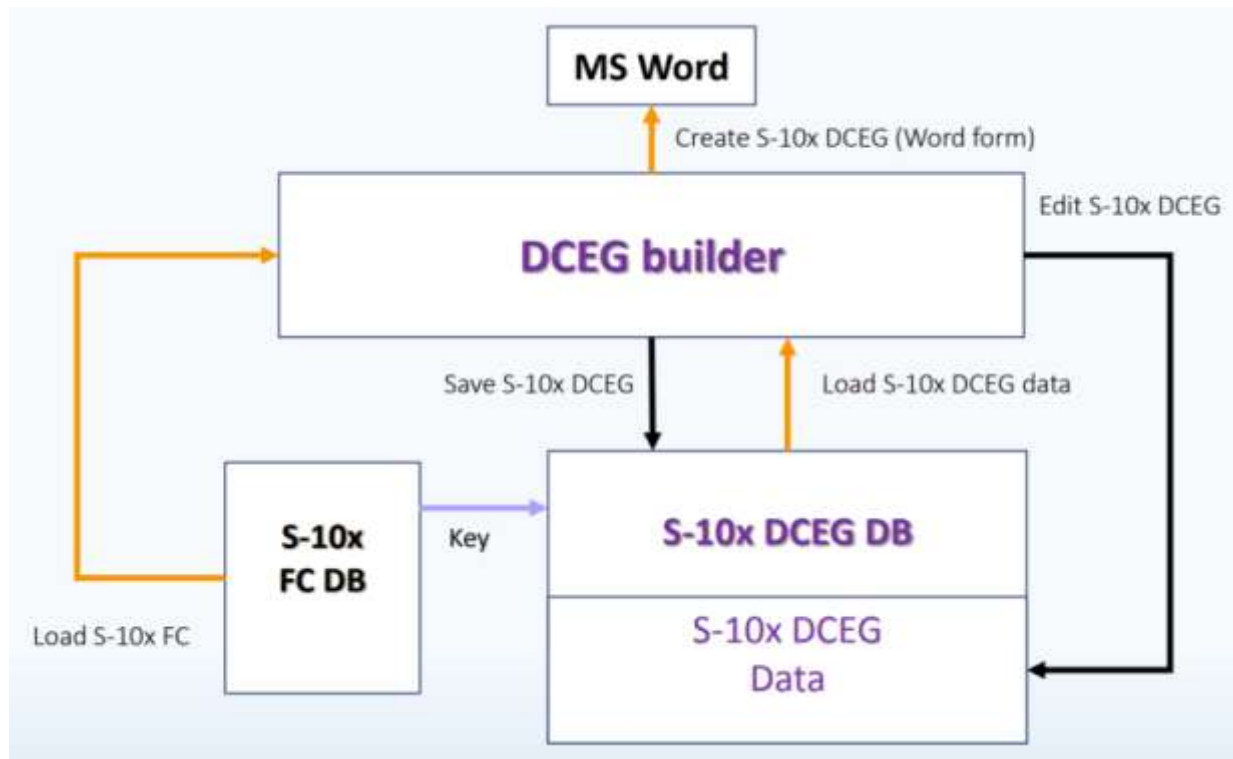 MS Word
Create S-10x DCEG (Word form)
Edit S-10x DCEG
DCEG builder
Save S-10x DCEG
Load S-10x DCEG data
S-10x
FC DB
Key
S-10x DCEG DB
Load S-10x FC
S-10x DCEG
Data